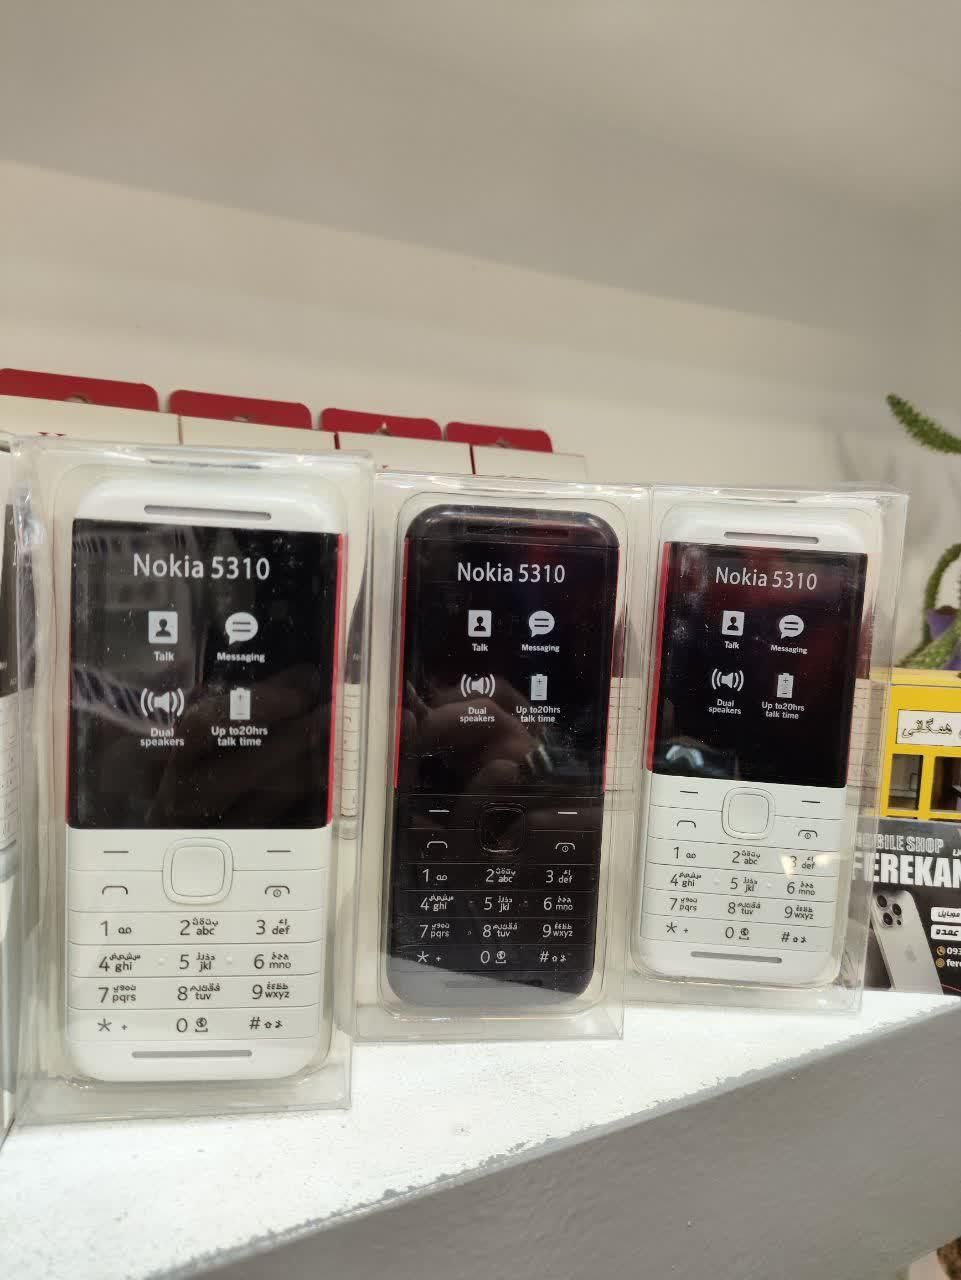 Nokia 5310
Talk
Messaging
Dual
speakers
Up to20hrs
talk time
1
2 abc
3 def
4 ghi
5 jkl
6 mno
7 pqrs
8 tuv
9 wxyz
* +
0
#
Nokia 5310
Talk
Messaging
Dual
speakers
Up to20hrs
talk time
1
2 abc
3 def
4 ghi
5 jkl
6 mno
7 pqrs
8 tuv
9 wxyz
* +
0
#
Nokia 5310
Talk
Messaging
Dual
speakers
Up to20hrs
talk time
1
2 abc
3 def
4 ghi
5 jkl
6 mno
7 pqrs
8 tuv
9 wxyz
* +
0
#
همگانی
SHOP
FEREKAN
موبایل
عمده
093
fere